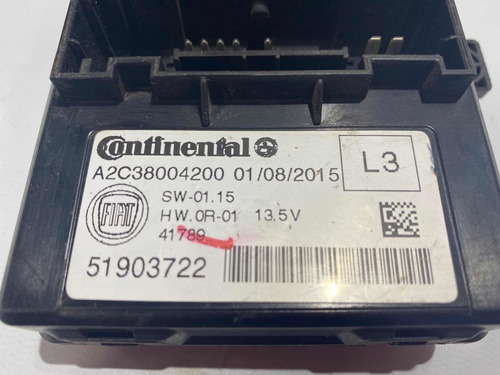 Continental
A2C38004200 01/08/2015
L3
SW-01.15
FIAT
HW.0R-01 13.5V
41789
51903722